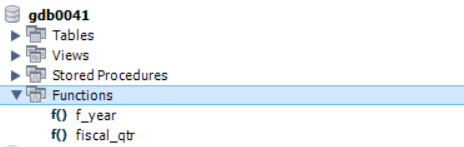 gdb0041
Tables
Views
Stored Procedures
Functions
f() f_year
f() fiscal_qtr